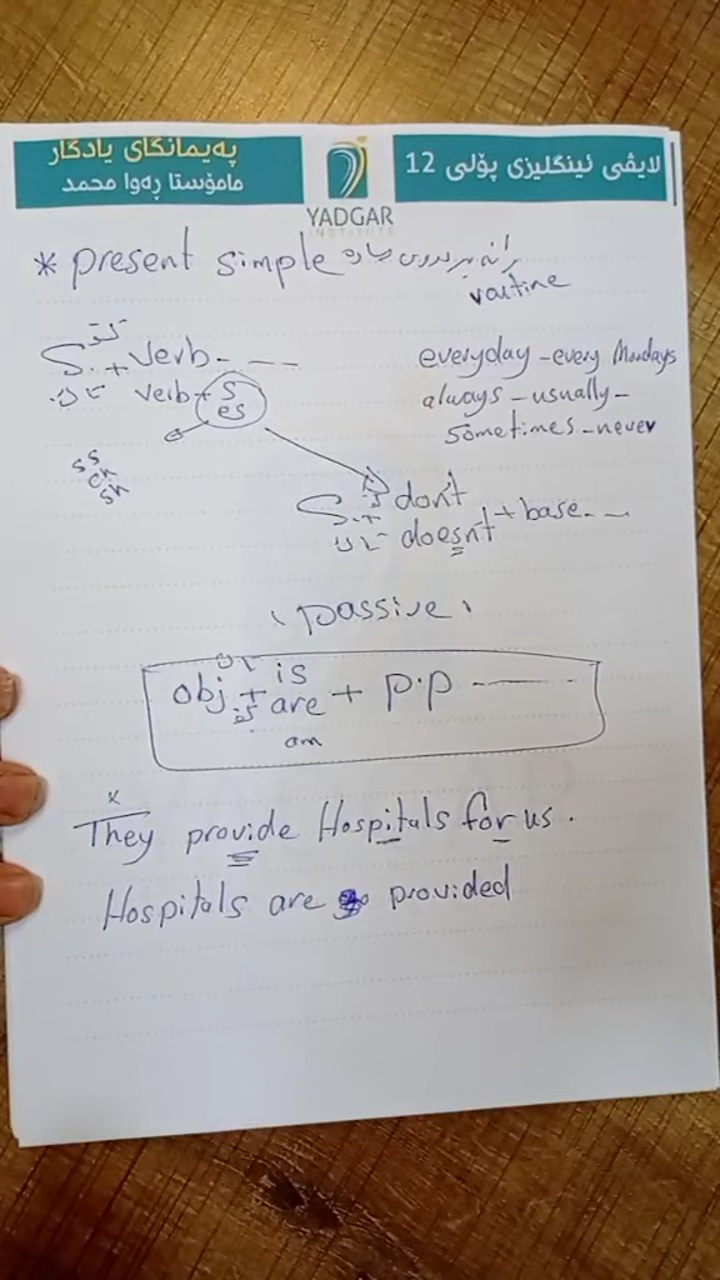 پەیمانگای یادگار
مامۆستا ڕەوا محمد
لایڤی ئینگلیزی پۆلی 12
YADGAR
INSTITUTE
* present simple رانەبردووی سادە
routine
S. + verb- - --
verb + s
es
everyday - every Mondays
always - usually -
sometimes - never
ss
ch
sh
S. + don't
doesn't + base. - --
(passive)
obj + is
are + p.p
am
x
They provide Hospitals for us.
Hospitals are provided